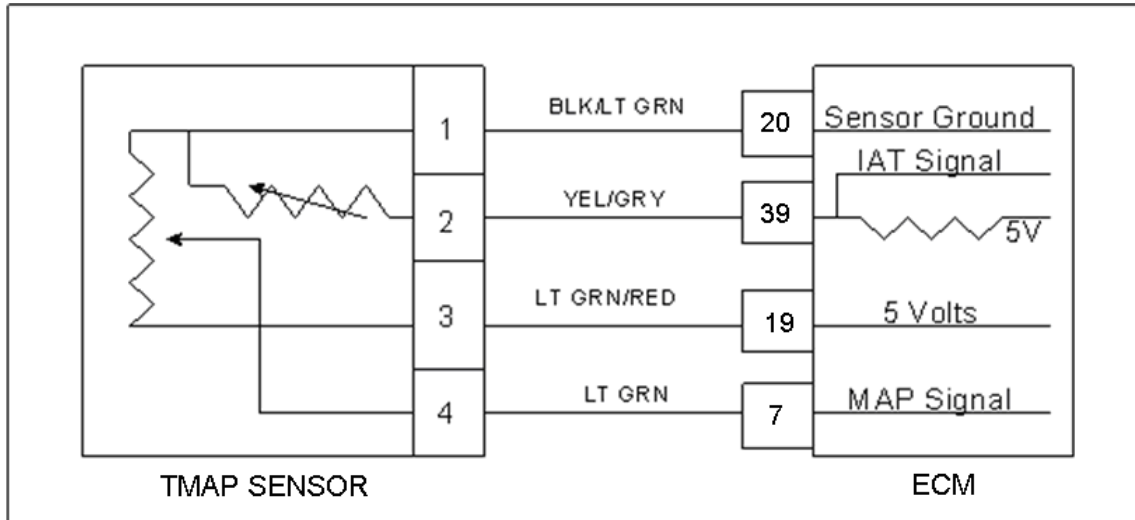 1 BLK/LT GRN 20 Sensor Ground
IAT Signal
2 YEL/GRY 39 5V
3 LT GRN/RED 19 5 Volts
4 LT GRN 7 MAP Signal
TMAP SENSOR ECM